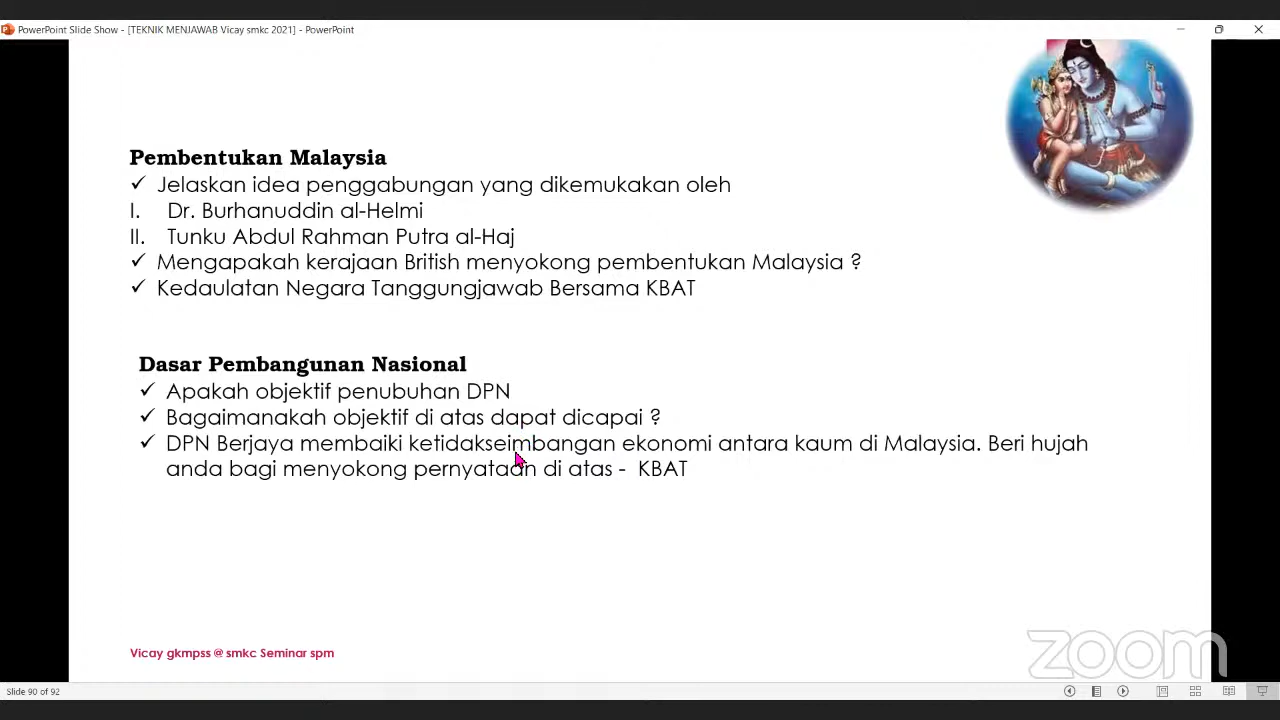 PowerPoint Slide Show - [TEKNIK MENJAWAB Vicay smkc 2021] - PowerPoint
Pembentukan Malaysia
✓ Jelaskan idea penggabungan yang dikemukakan oleh
I. Dr. Burhanuddin al-Helmi
II. Tunku Abdul Rahman Putra al-Haj
✓ Mengapakah kerajaan British menyokong pembentukan Malaysia ?
✓ Kedaulatan Negara Tanggungjawab Bersama KBAT
Dasar Pembangunan Nasional
✓ Apakah objektif penubuhan DPN
✓ Bagaimanakah objektif di atas dapat dicapai ?
✓ DPN Berjaya membaiki ketidakseimbangan ekonomi antara kaum di Malaysia. Beri hujah
anda bagi menyokong pernyataan di atas - KBAT
Vicay gkmpss @ smkc Seminar spm
zoom
Slide 90 of 92